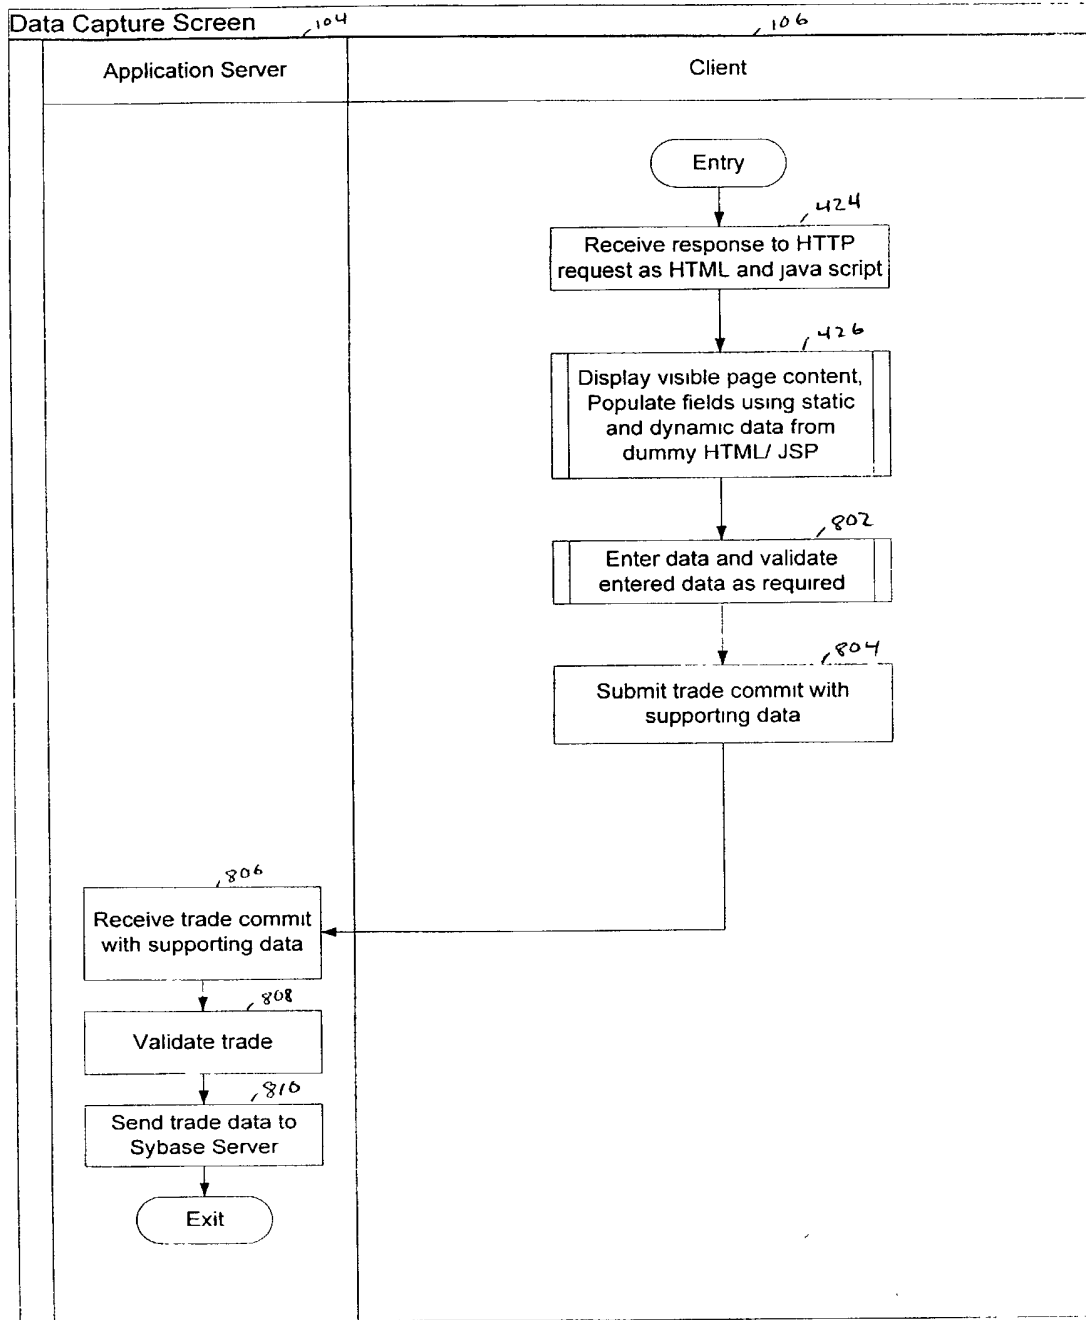 Data Capture Screen
104
106
Application Server
Client
Entry
424
Receive response to HTTP
request as HTML and java script
426
Display visible page content,
Populate fields using static
and dynamic data from
dummy HTML/ JSP
802
Enter data and validate
entered data as required
804
Submit trade commit with
supporting data
806
Receive trade commit
with supporting data
808
Validate trade
810
Send trade data to
Sybase Server
Exit